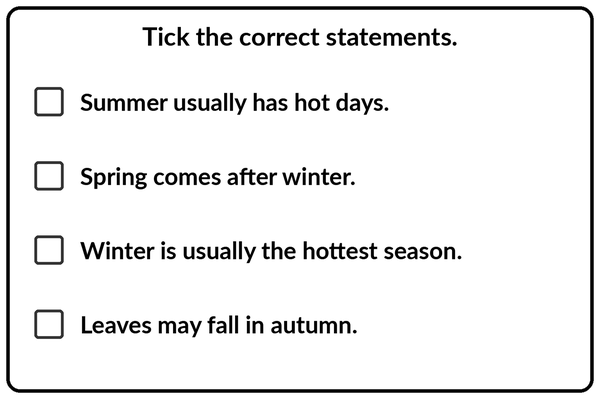 Tick the correct statements.
Summer usually has hot days.
Spring comes after winter.
Winter is usually the hottest season.
Leaves may fall in autumn.